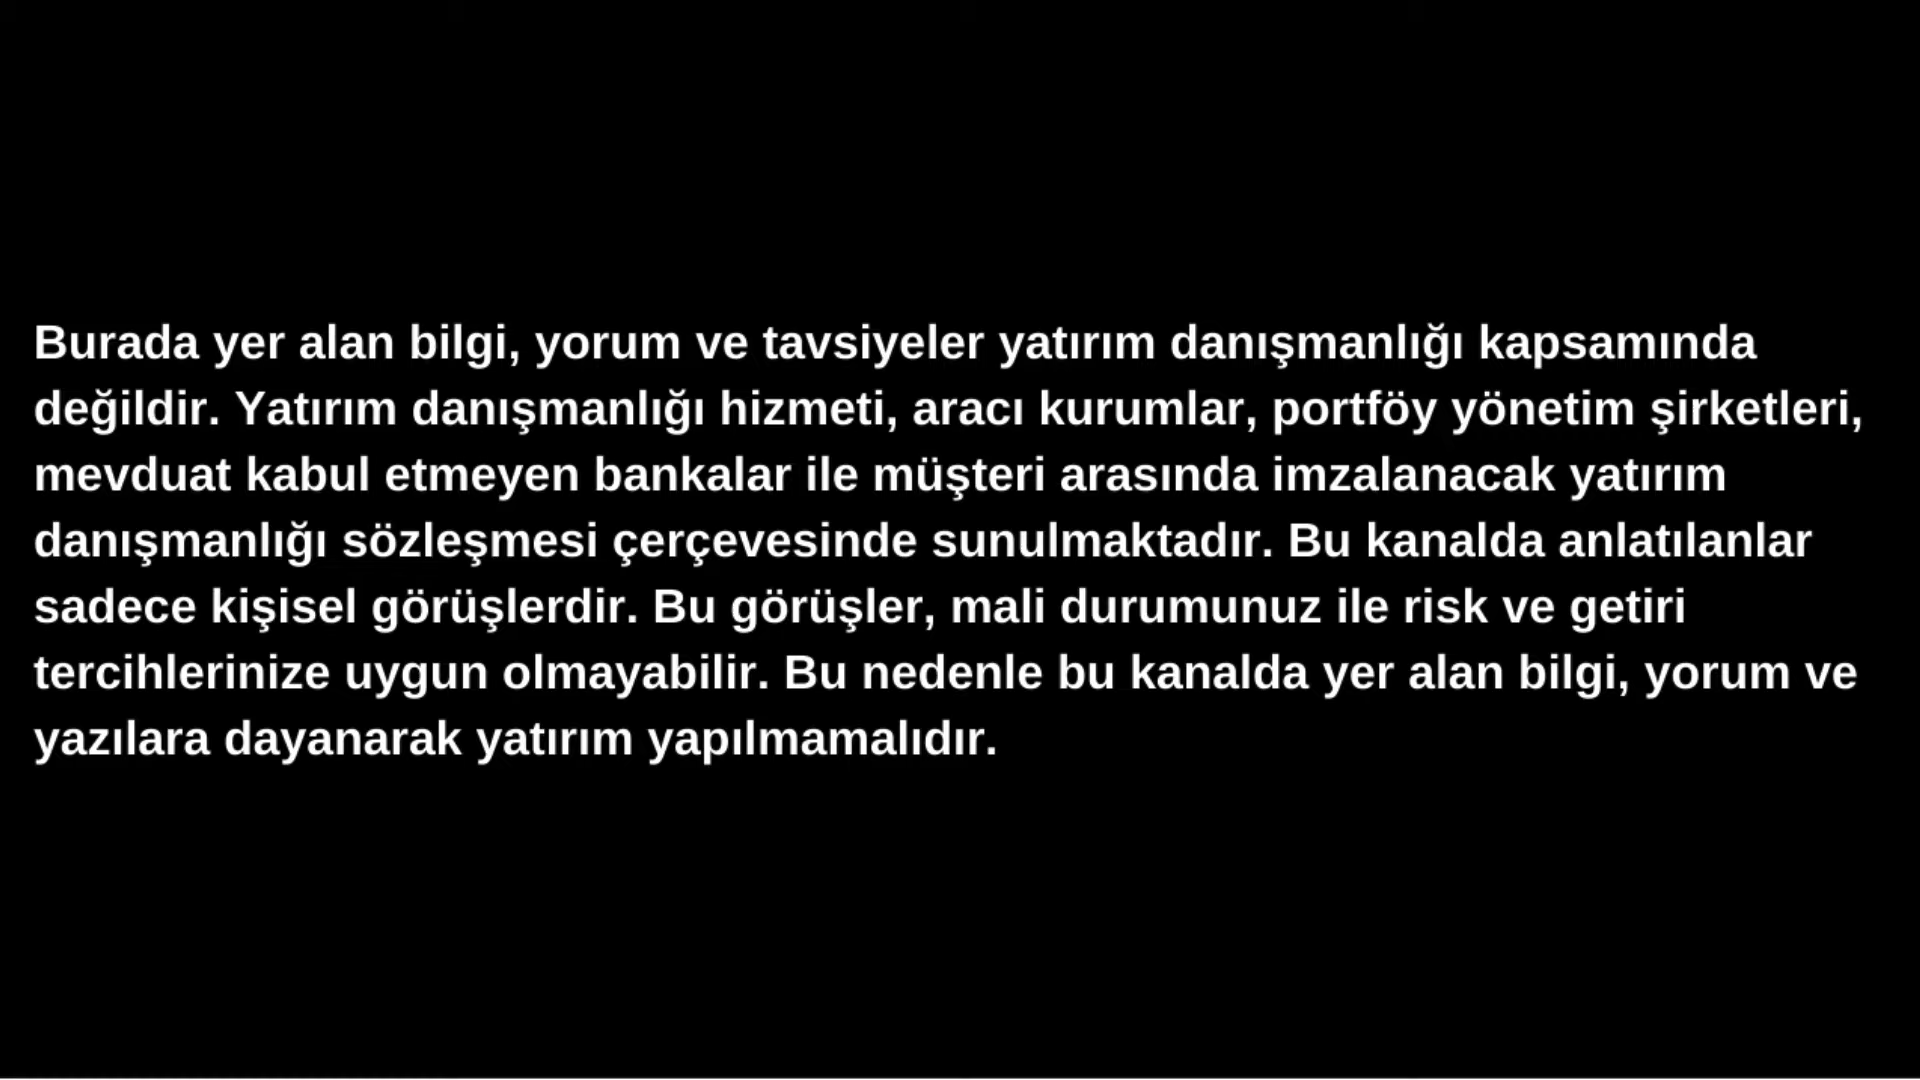 Burada yer alan bilgi, yorum ve tavsiyeler yatırım danışmanlığı kapsamında
değildir. Yatırım danışmanlığı hizmeti, aracı kurumlar, portföy yönetim şirketleri,
mevduat kabul etmeyen bankalar ile müşteri arasında imzalanacak yatırım
danışmanlığı sözleşmesi çerçevesinde sunulmaktadır. Bu kanalda anlatılanlar
sadece kişisel görüşlerdir. Bu görüşler, mali durumunuz ile risk ve getiri
tercihlerinize uygun olmayabilir. Bu nedenle bu kanalda yer alan bilgi, yorum ve
yazılara dayanarak yatırım yapılmamalıdır.